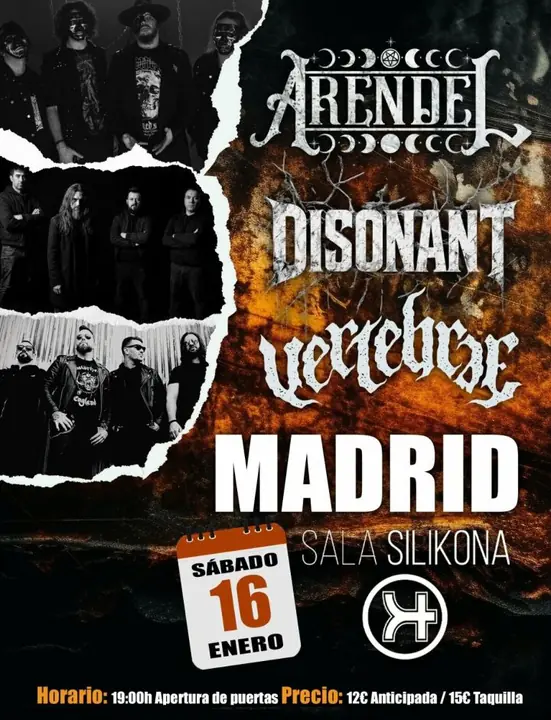 ARENDEL
DISONANT
Vertebrae
MADRID
SALA SILIKONA
SÁBADO
16
ENERO
Horario: 19:00h Apertura de puertas Precio: 12€ Anticipada / 15€ Taquilla